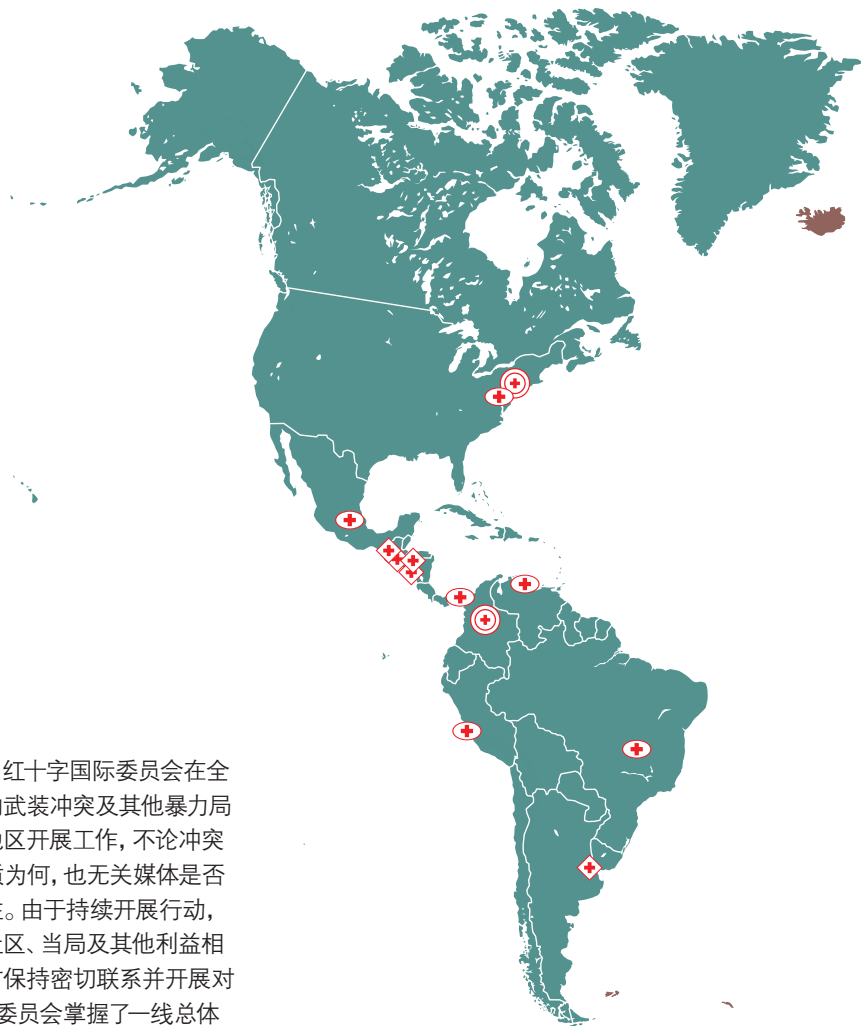 红十字国际委员会在全
武装冲突及其他暴力局
区开展工作，不论冲突
为何，也无关媒体是否
。由于持续开展行动，
区、当局及其他利益相
保持密切联系并开展对
委员会掌握了一线总体